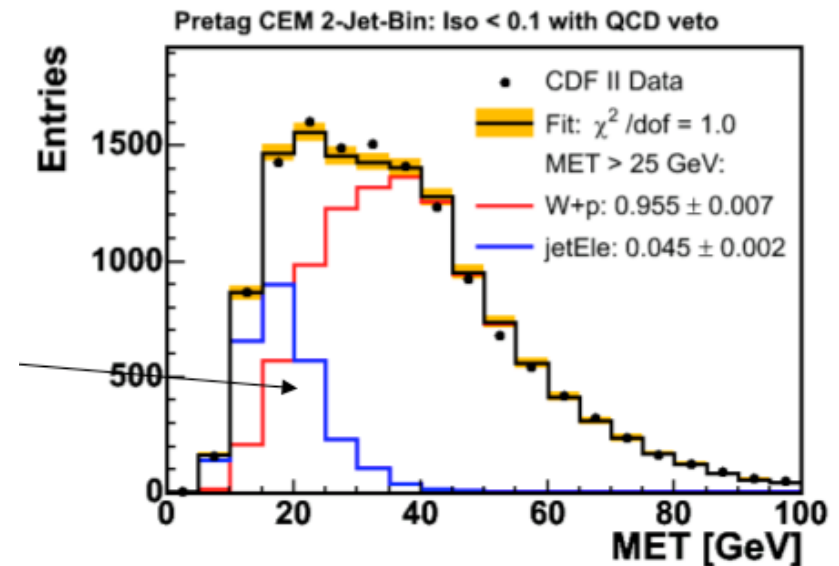 Pretag CEM 2-Jet-Bin: Iso < 0.1 with QCD veto
Entries
1500
1000
500
0
CDF II Data
Fit: χ² /dof = 1.0
MET > 25 GeV:
W+p: 0.955 ± 0.007
jetEle: 0.045 ± 0.002
0 20 40 60 80 100
MET [GeV]